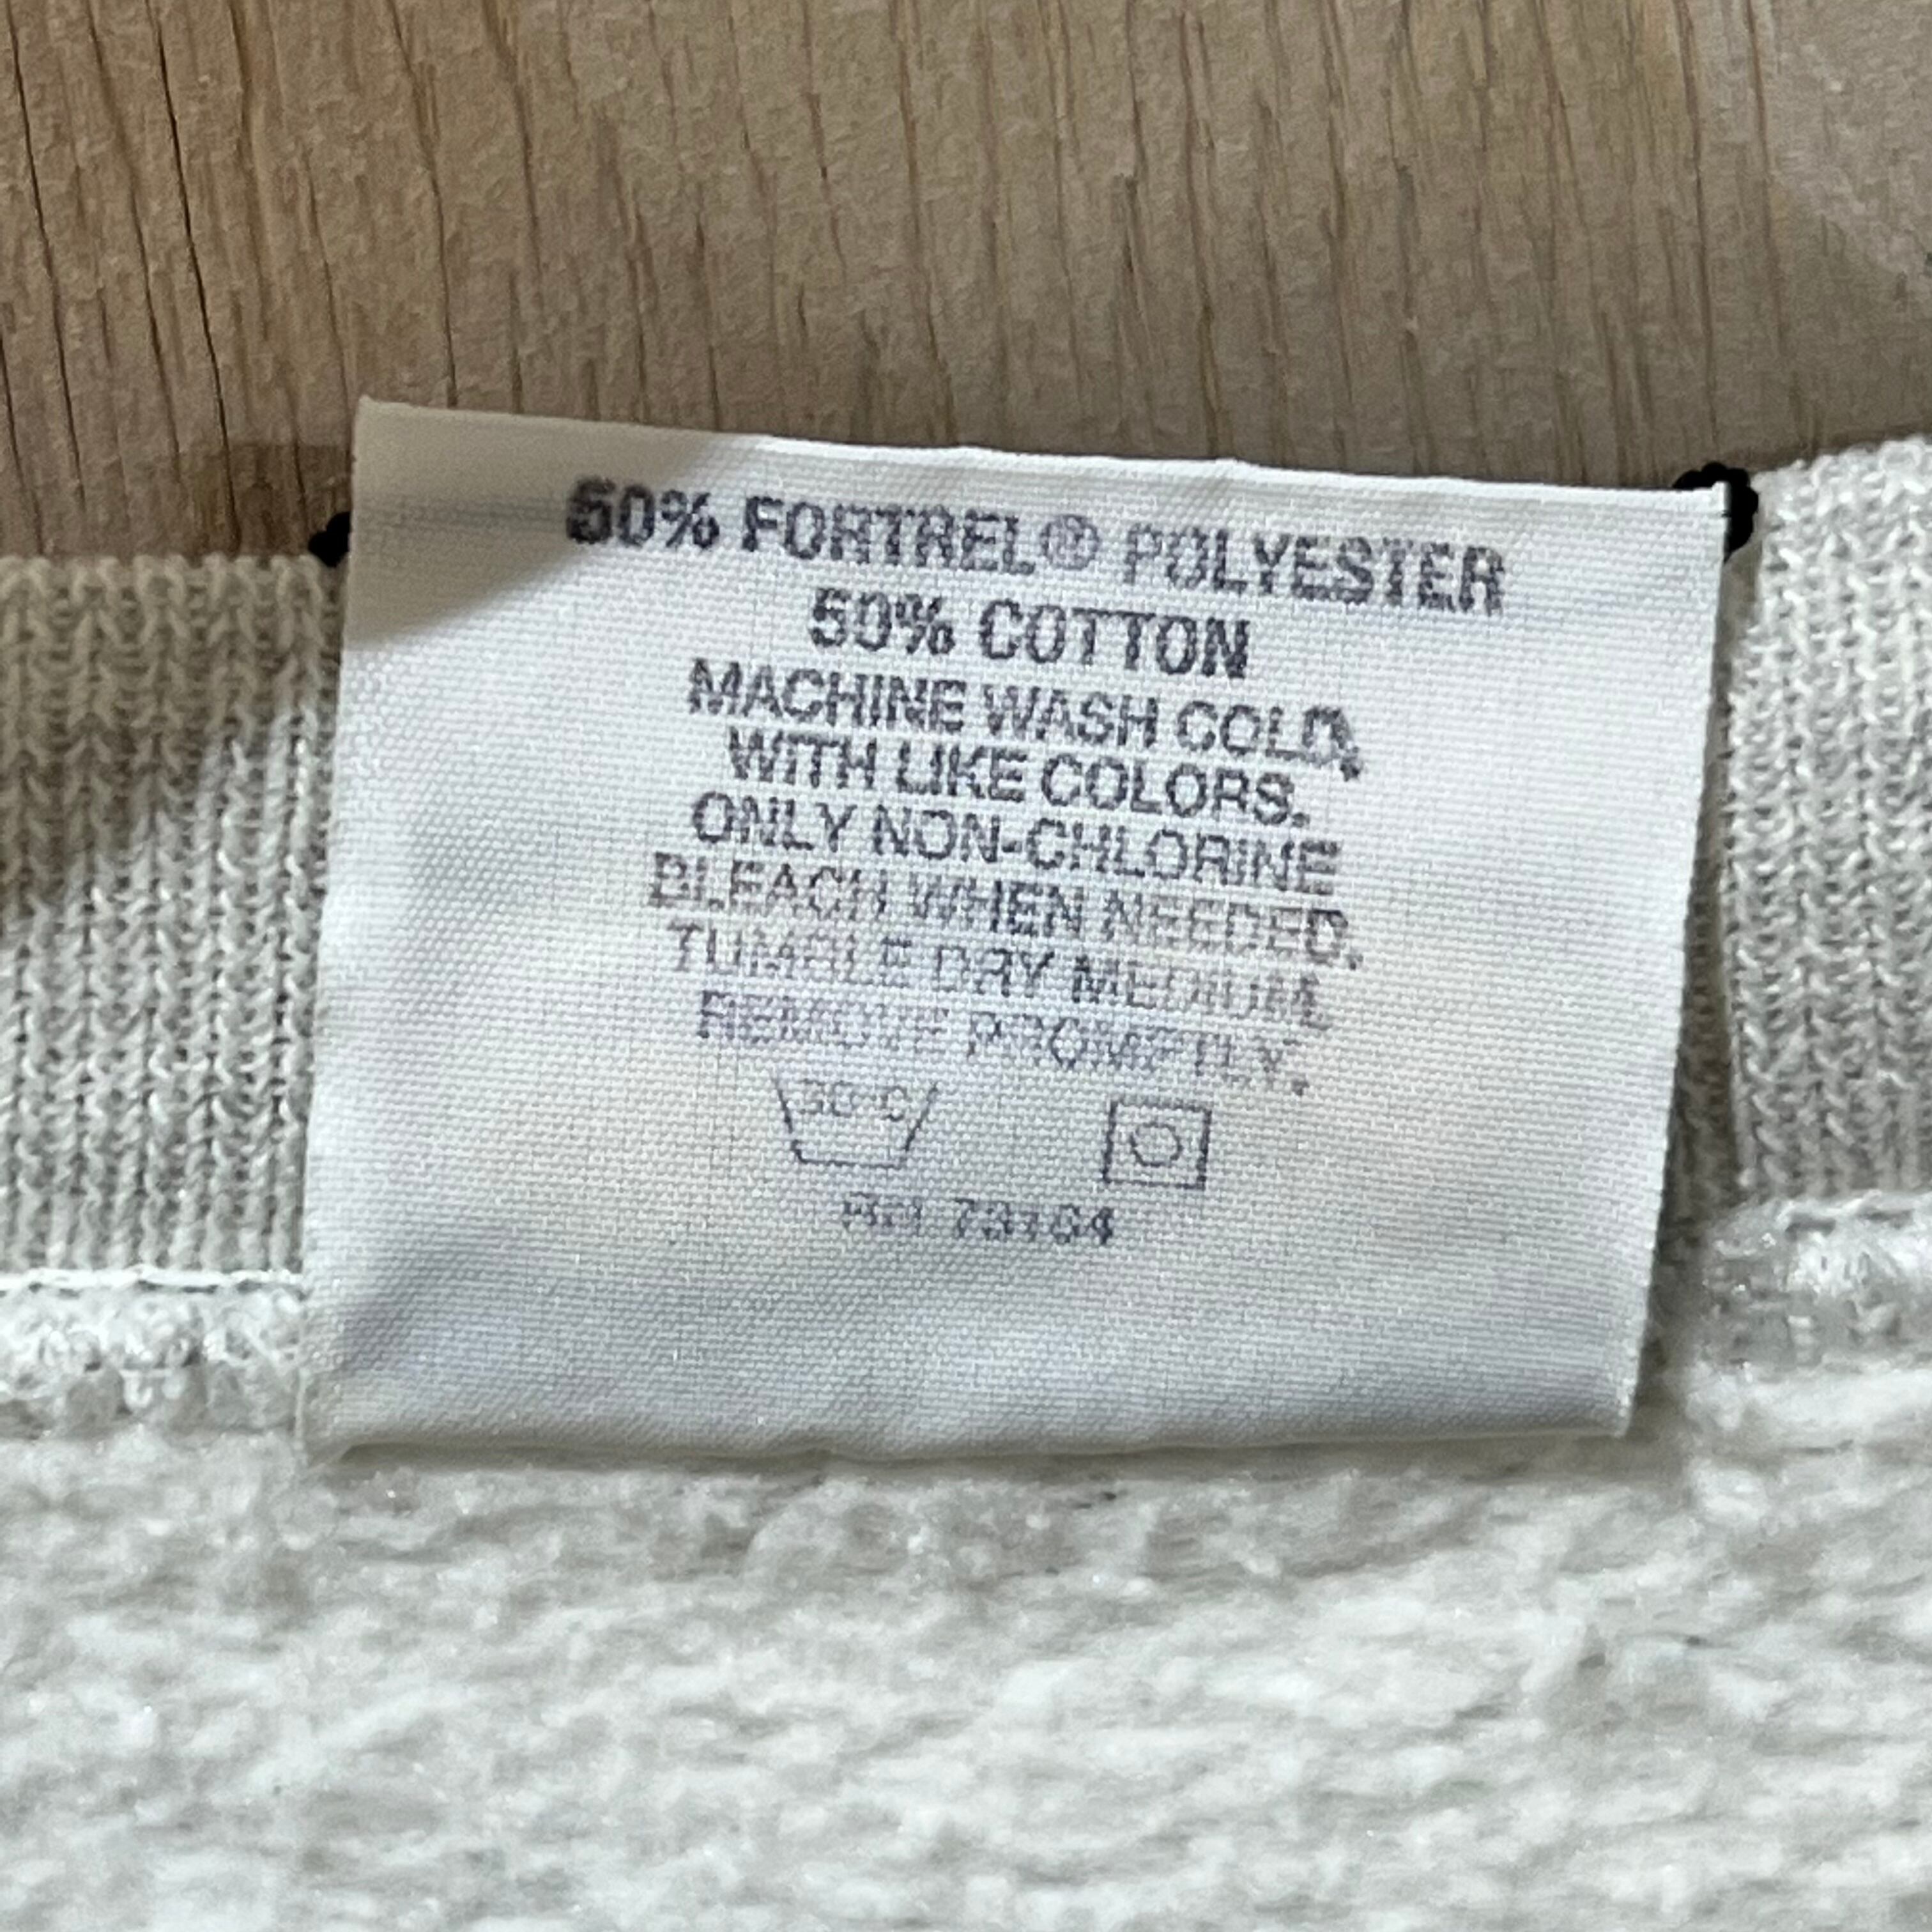 50% FORTREL® POLYESTER
50% COTTON
MACHINE WASH COLD,
WITH LIKE COLORS.
ONLY NON-CHLORINE
BLEACH WHEN NEEDED.
TUMBLE DRY MEDIUM
REMOVE PROMPTLY.
30°C
73164